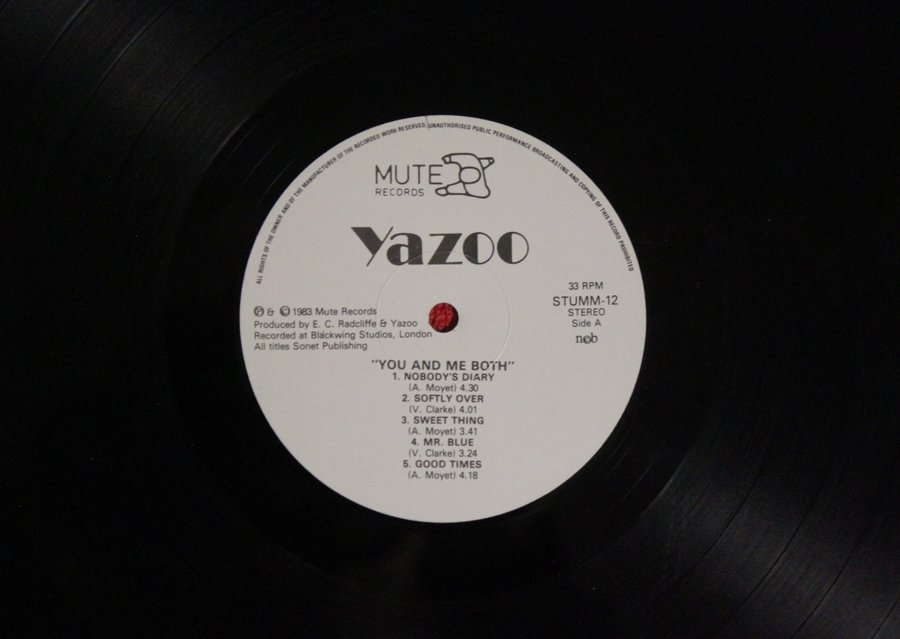 ALL RIGHTS OF THE OWNER AND OF THE MANUFACTURER OF THE RECORDED WORK RESERVED. UNAUTHORISED PUBLIC PERFORMANCE BROADCASTING AND COPYING OF THIS RECORD PROHIBITED
MUTE
RECORDS
Yazoo
33 RPM
STUMM-12
STEREO
Side A
nob
℗ & © 1983 Mute Records
Produced by E. C. Radcliffe & Yazoo
Recorded at Blackwing Studios, London
All titles Sonet Publishing
"YOU AND ME BOTH"
1. NOBODY'S DIARY
(A. Moyet) 4.30
2. SOFTLY OVER
(V. Clarke) 4.01
3. SWEET THING
(A. Moyet) 3.41
4. MR. BLUE
(V. Clarke) 3.24
5. GOOD TIMES
(A. Moyet) 4.18